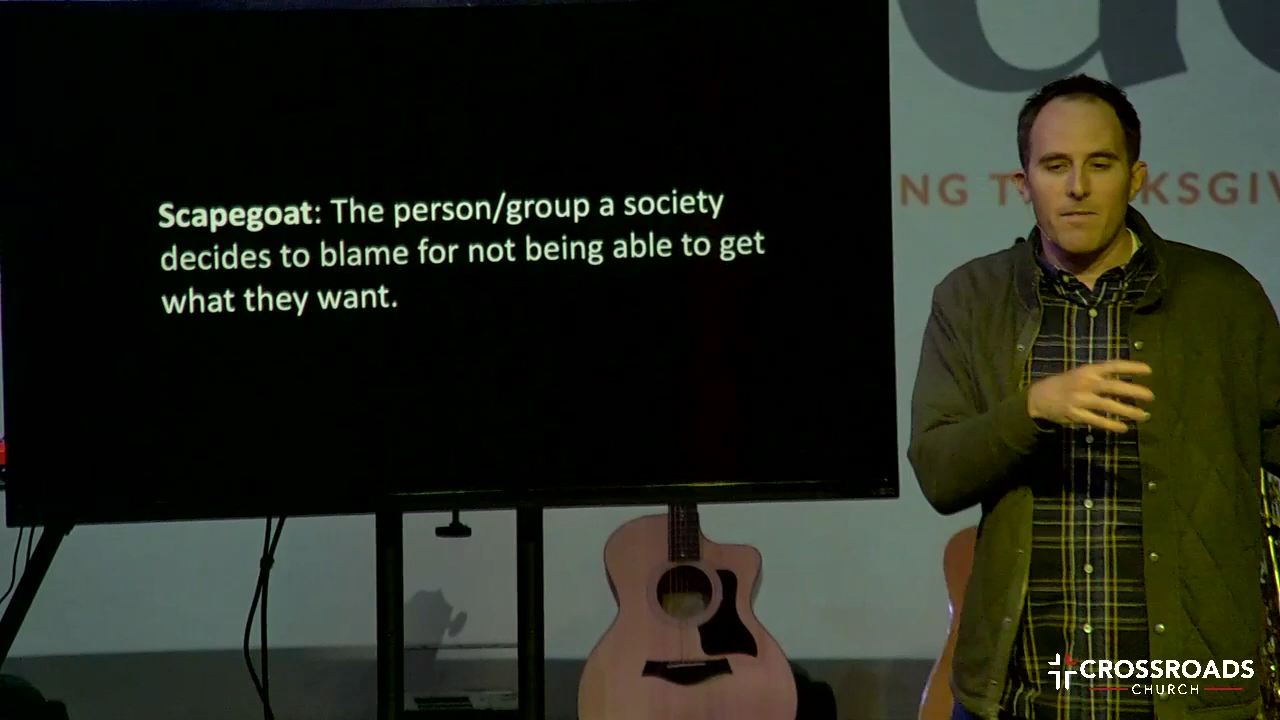 Scapegoat: The person/group a society
decides to blame for not being able to get
what they want.
CROSSROADS
CHURCH